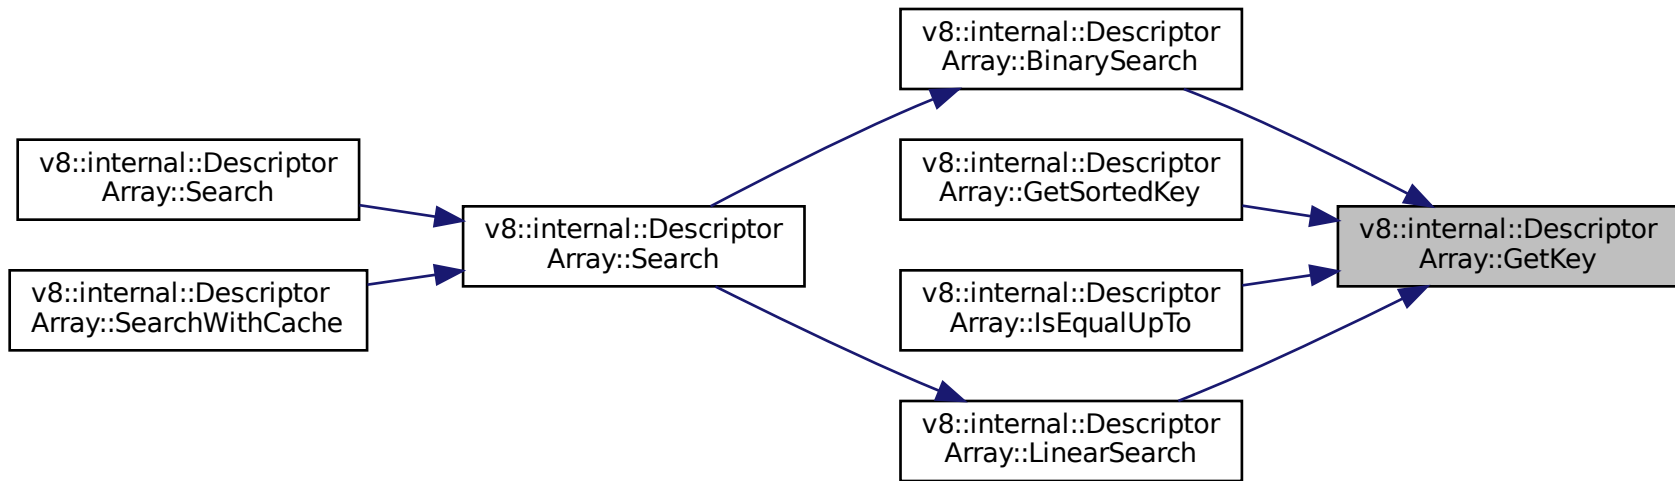 v8::internal::Descriptor
Array::BinarySearch
v8::internal::Descriptor
Array::Search
v8::internal::Descriptor
Array::GetSortedKey
v8::internal::Descriptor
Array::Search
v8::internal::Descriptor
Array::GetKey
v8::internal::Descriptor
Array::SearchWithCache
v8::internal::Descriptor
Array::IsEqualUpTo
v8::internal::Descriptor
Array::LinearSearch